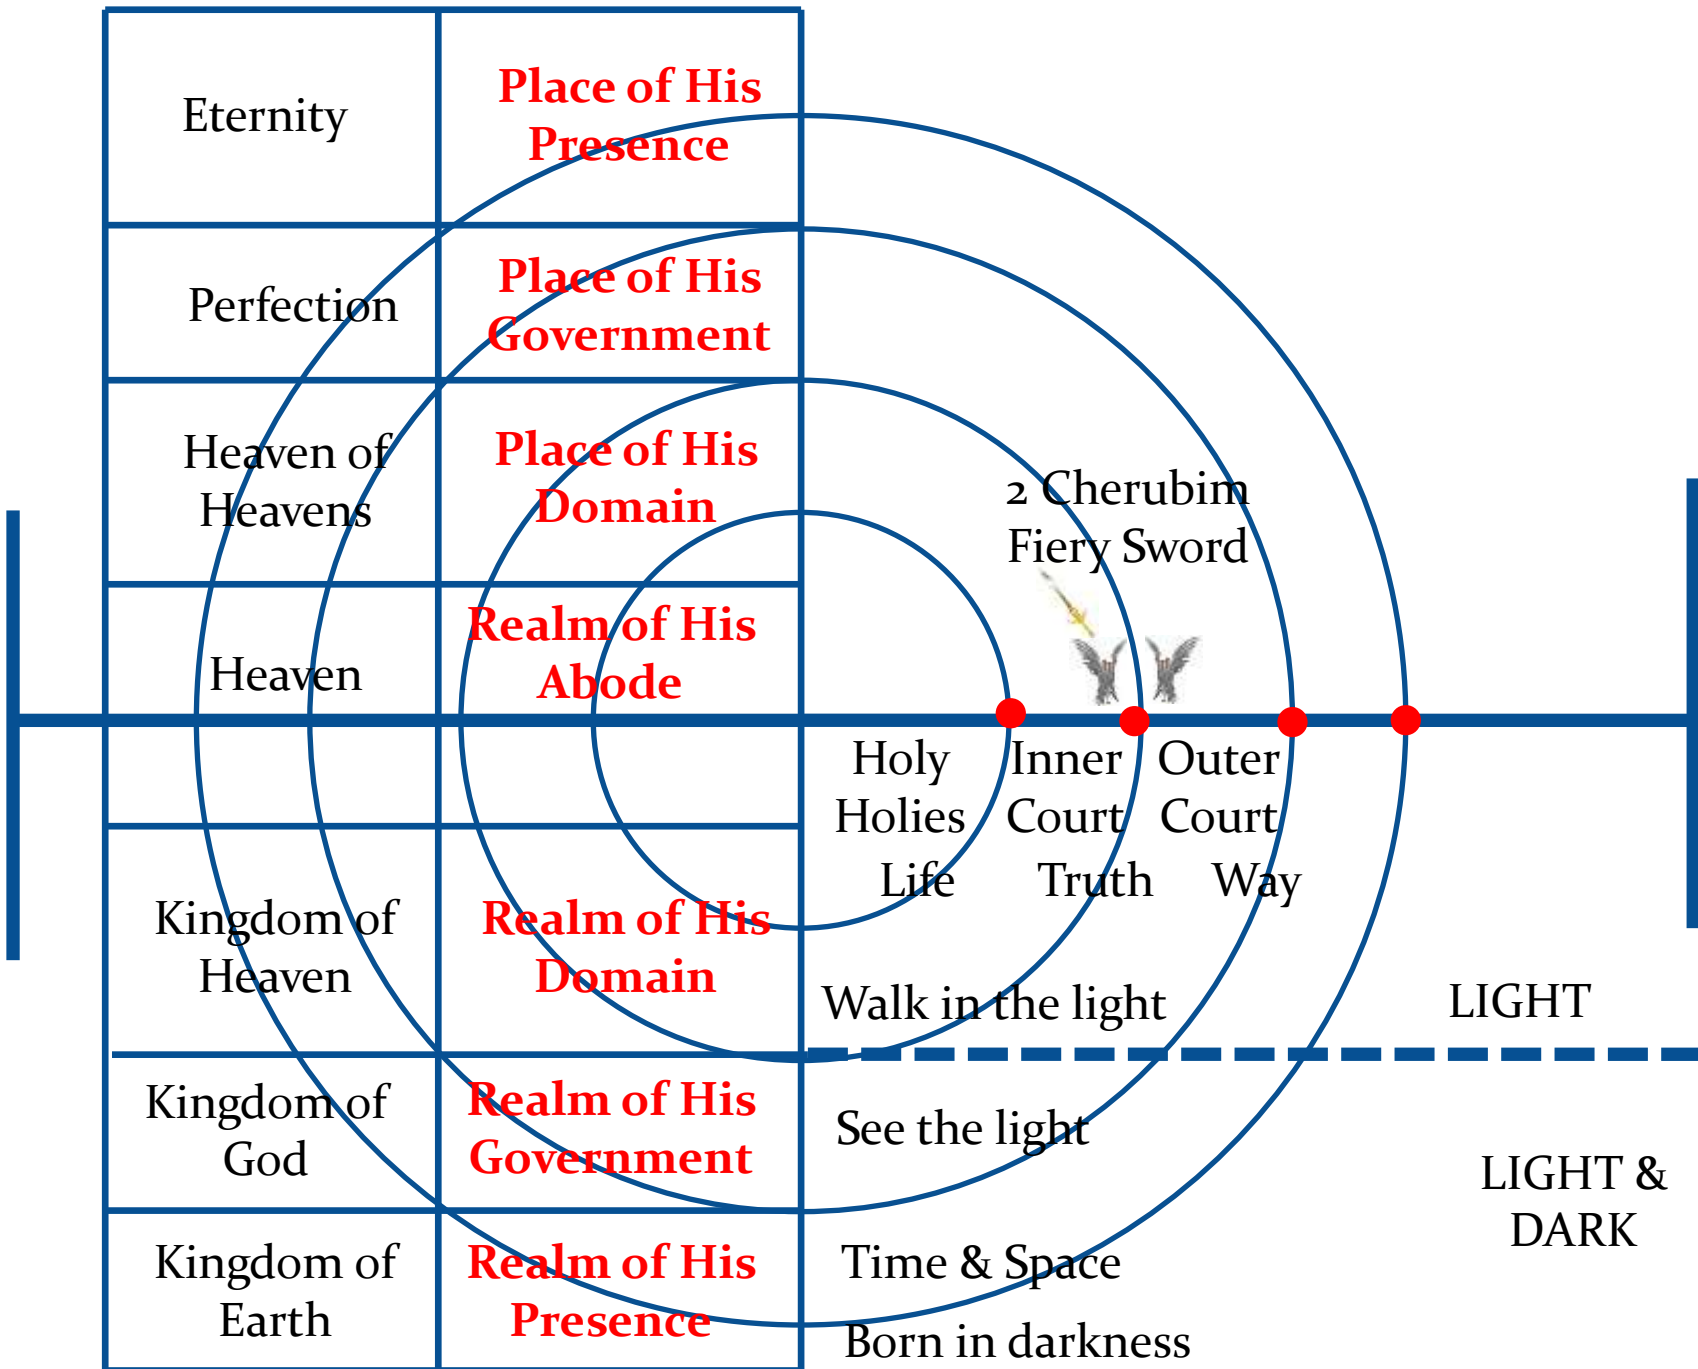 Eternity
Place of His
Presence
Perfection
Place of His
Government
Heaven of
Heavens
Place of His
Domain
2 Cherubim
Fiery Sword
Heaven
Realm of His
Abode
Holy
Holies
Inner
Court
Outer
Court
Life
Truth
Way
Kingdom of
Heaven
Realm of His
Domain
Walk in the light
LIGHT
Kingdom of
God
Realm of His
Government
See the light
LIGHT &
DARK
Kingdom of
Earth
Realm of His
Presence
Time & Space
Born in darkness